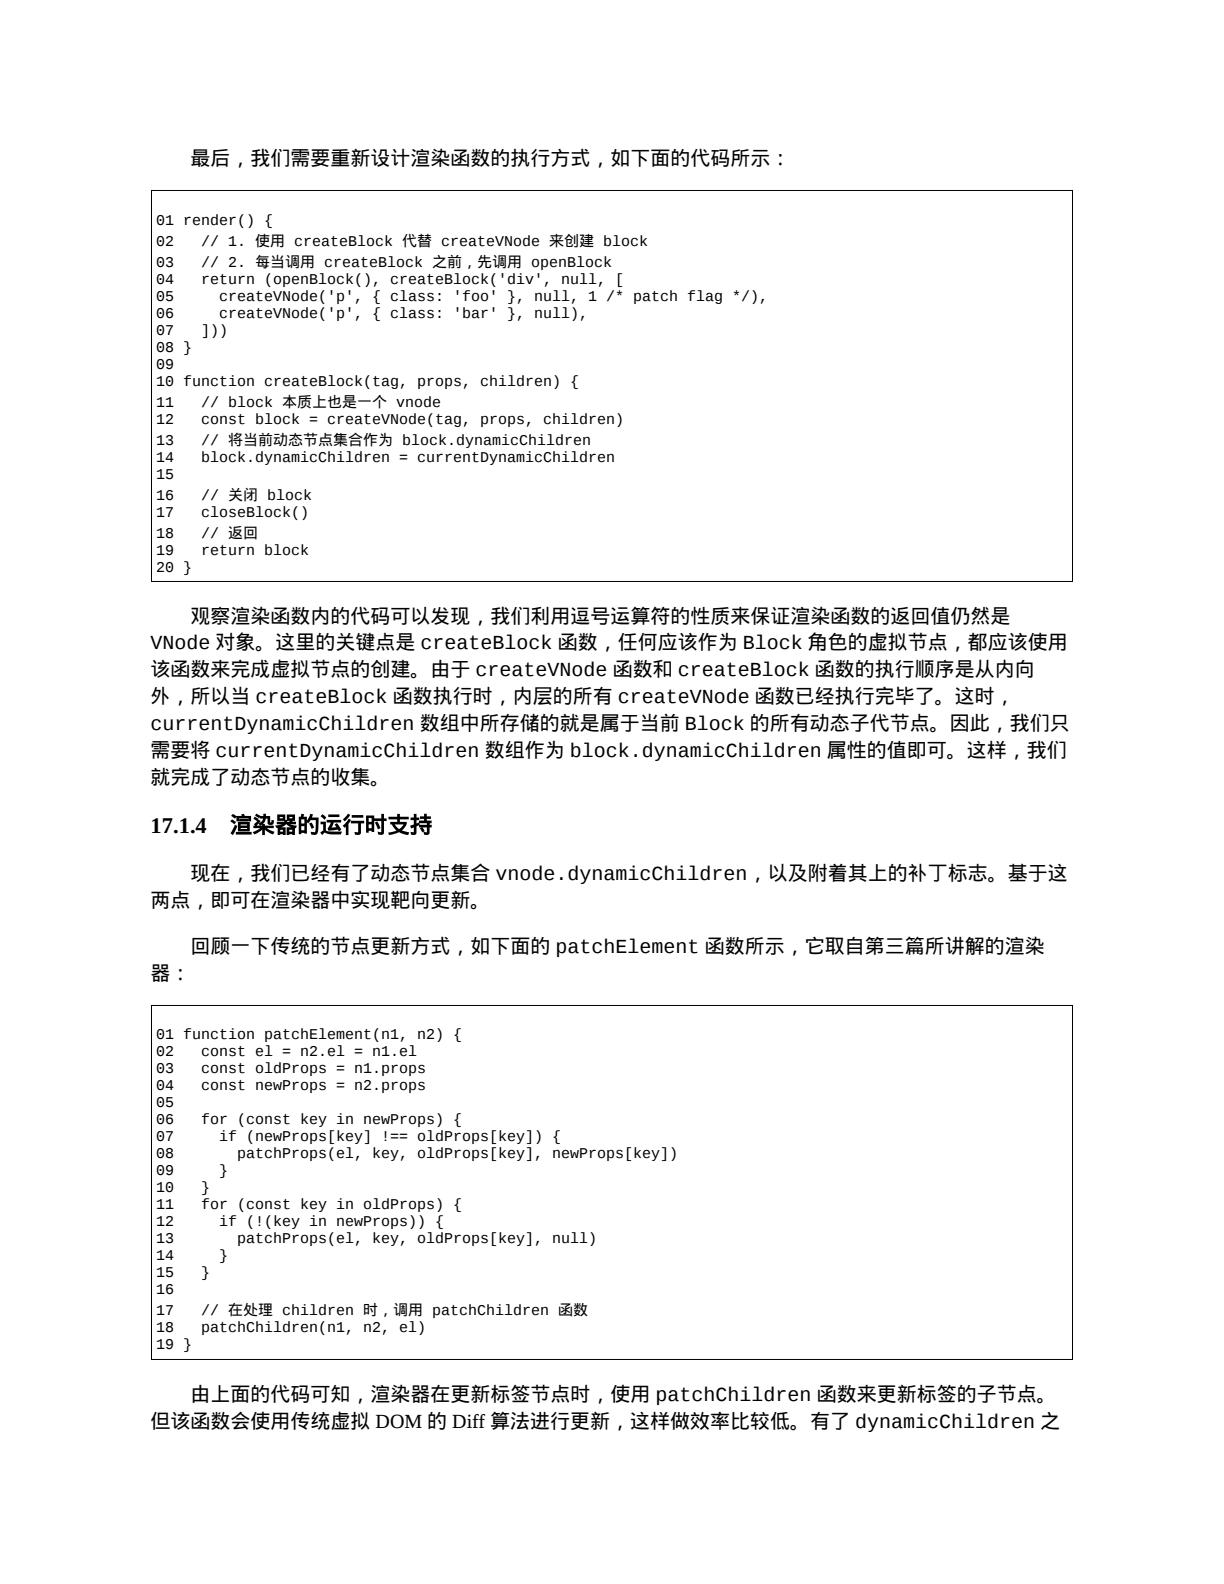 最后，我们需要重新设计渲染函数的执行方式，如下面的代码所示：
01 render() {
02   // 1. 使用 createBlock 代替 createVNode 来创建 block
03   // 2. 每当调用 createBlock 之前，先调用 openBlock
04   return (openBlock(), createBlock('div', null, [
05     createVNode('p', { class: 'foo' }, null, 1 /* patch flag */),
06     createVNode('p', { class: 'bar' }, null),
07   ]))
08 }
09
10 function createBlock(tag, props, children) {
11   // block 本质上也是一个 vnode
12   const block = createVNode(tag, props, children)
13   // 将当前动态节点集合作为 block.dynamicChildren
14   block.dynamicChildren = currentDynamicChildren
15
16   // 关闭 block
17   closeBlock()
18   // 返回
19   return block
20 }
观察渲染函数内的代码可以发现，我们利用逗号运算符的性质来保证渲染函数的返回值仍然是
VNode 对象。这里的关键点是 createBlock 函数，任何应该作为 Block 角色的虚拟节点，都应该使用
该函数来完成虚拟节点的创建。由于 createVNode 函数和 createBlock 函数的执行顺序是从内向
外，所以当 createBlock 函数执行时，内层的所有 createVNode 函数已经执行完毕了。这时，
currentDynamicChildren 数组中所存储的就是属于当前 Block 的所有动态子代节点。因此，我们只
需要将 currentDynamicChildren 数组作为 block.dynamicChildren 属性的值即可。这样，我们
就完成了动态节点的收集。
17.1.4 渲染器的运行时支持
现在，我们已经有了动态节点集合 vnode.dynamicChildren，以及附着其上的补丁标志。基于这
两点，即可在渲染器中实现靶向更新。
回顾一下传统的节点更新方式，如下面的 patchElement 函数所示，它取自第三篇所讲解的渲染
器：
01 function patchElement(n1, n2) {
02   const el = n2.el = n1.el
03   const oldProps = n1.props
04   const newProps = n2.props
05
06   for (const key in newProps) {
07     if (newProps[key] !== oldProps[key]) {
08       patchProps(el, key, oldProps[key], newProps[key])
09     }
10   }
11   for (const key in oldProps) {
12     if (!(key in newProps)) {
13       patchProps(el, key, oldProps[key], null)
14     }
15   }
16
17   // 在处理 children 时，调用 patchChildren 函数
18   patchChildren(n1, n2, el)
19 }
由上面的代码可知，渲染器在更新标签节点时，使用 patchChildren 函数来更新标签的子节点。
但该函数会使用传统虚拟 DOM 的 Diff 算法进行更新，这样做效率比较低。有了 dynamicChildren 之